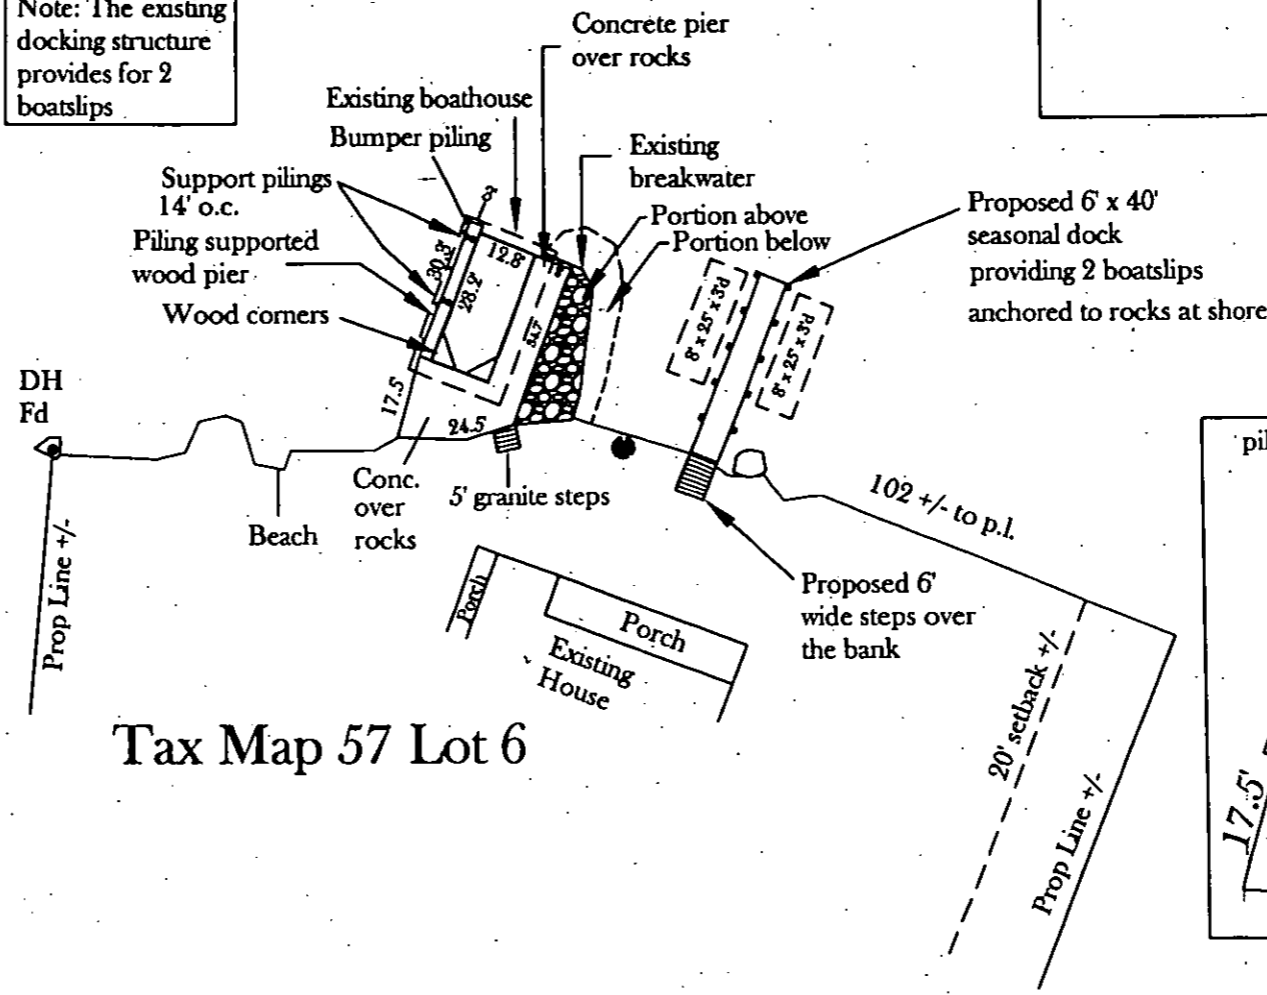 Note: The existing
docking structure
provides for 2
boatslips
Concrete pier
over rocks
Existing boathouse
Bumper piling
Existing
breakwater
Support pilings
14' o.c.
Portion above
Portion below
Piling supported
wood pier
Wood corners
Proposed 6' x 40'
seasonal dock
providing 2 boatslips
anchored to rocks at shore
12.8'
30.3'
28.2'
8' x 25' x 3'd
8' x 25' x 3'd
17.5'
24.5'
DH
Fd
Conc.
over
rocks
5' granite steps
Beach
102 +/- to p.l.
Proposed 6'
wide steps over
the bank
Porch
Porch
Existing
House
Prop Line +/-
20' setback +/-
Prop Line +/-
Tax Map 57 Lot 6
pil
17.5'